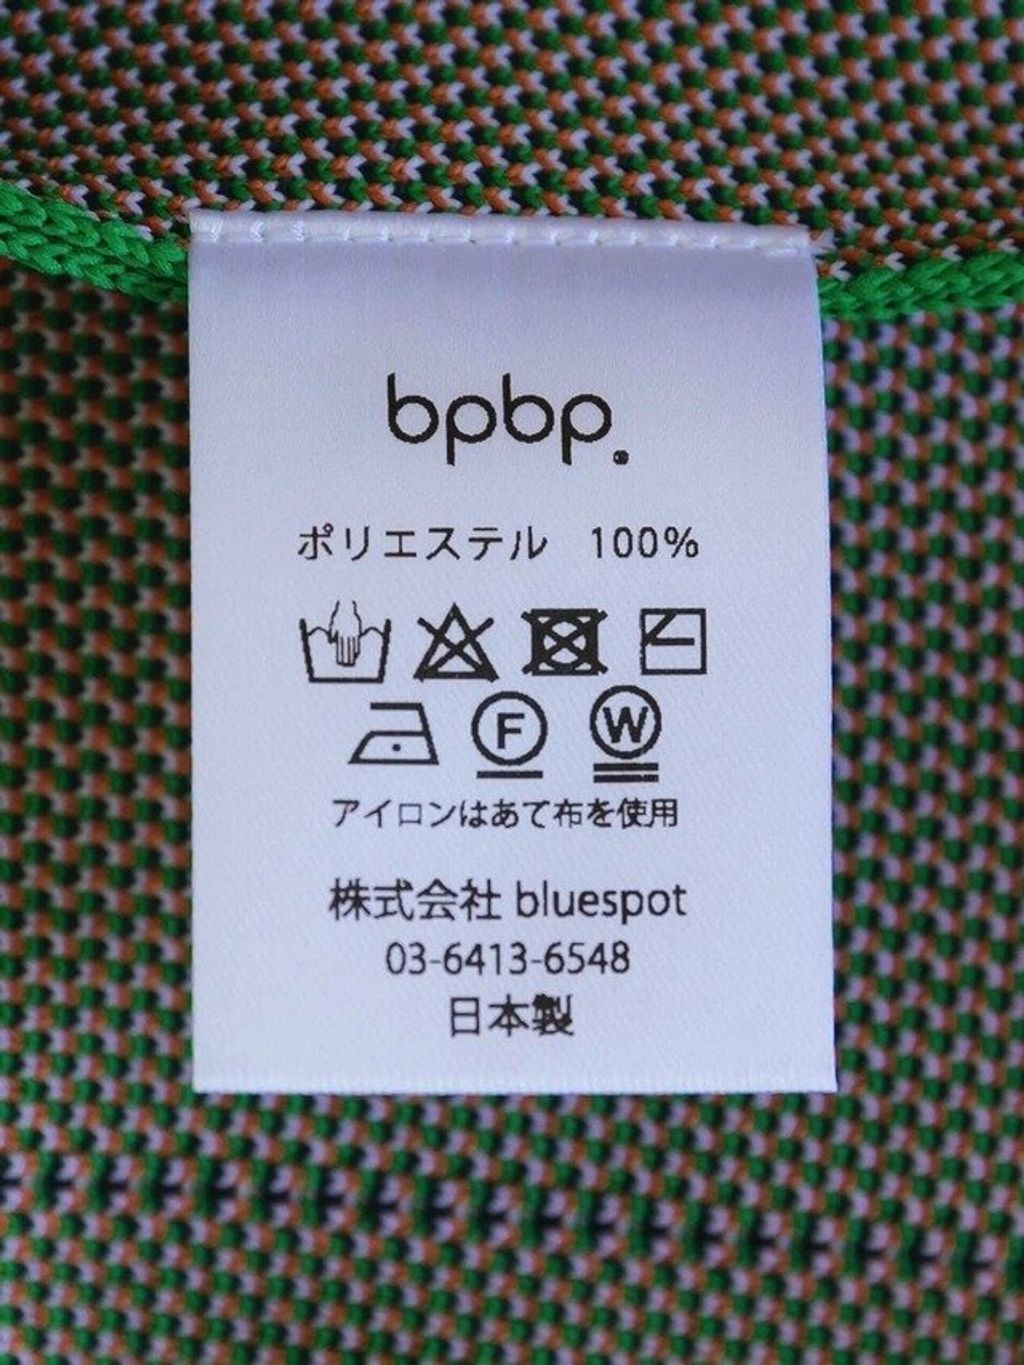 bpbp.
ポリエステル 100%
F W
アイロンはあて布を使用
株式会社 bluespot
03-6413-6548
日本製